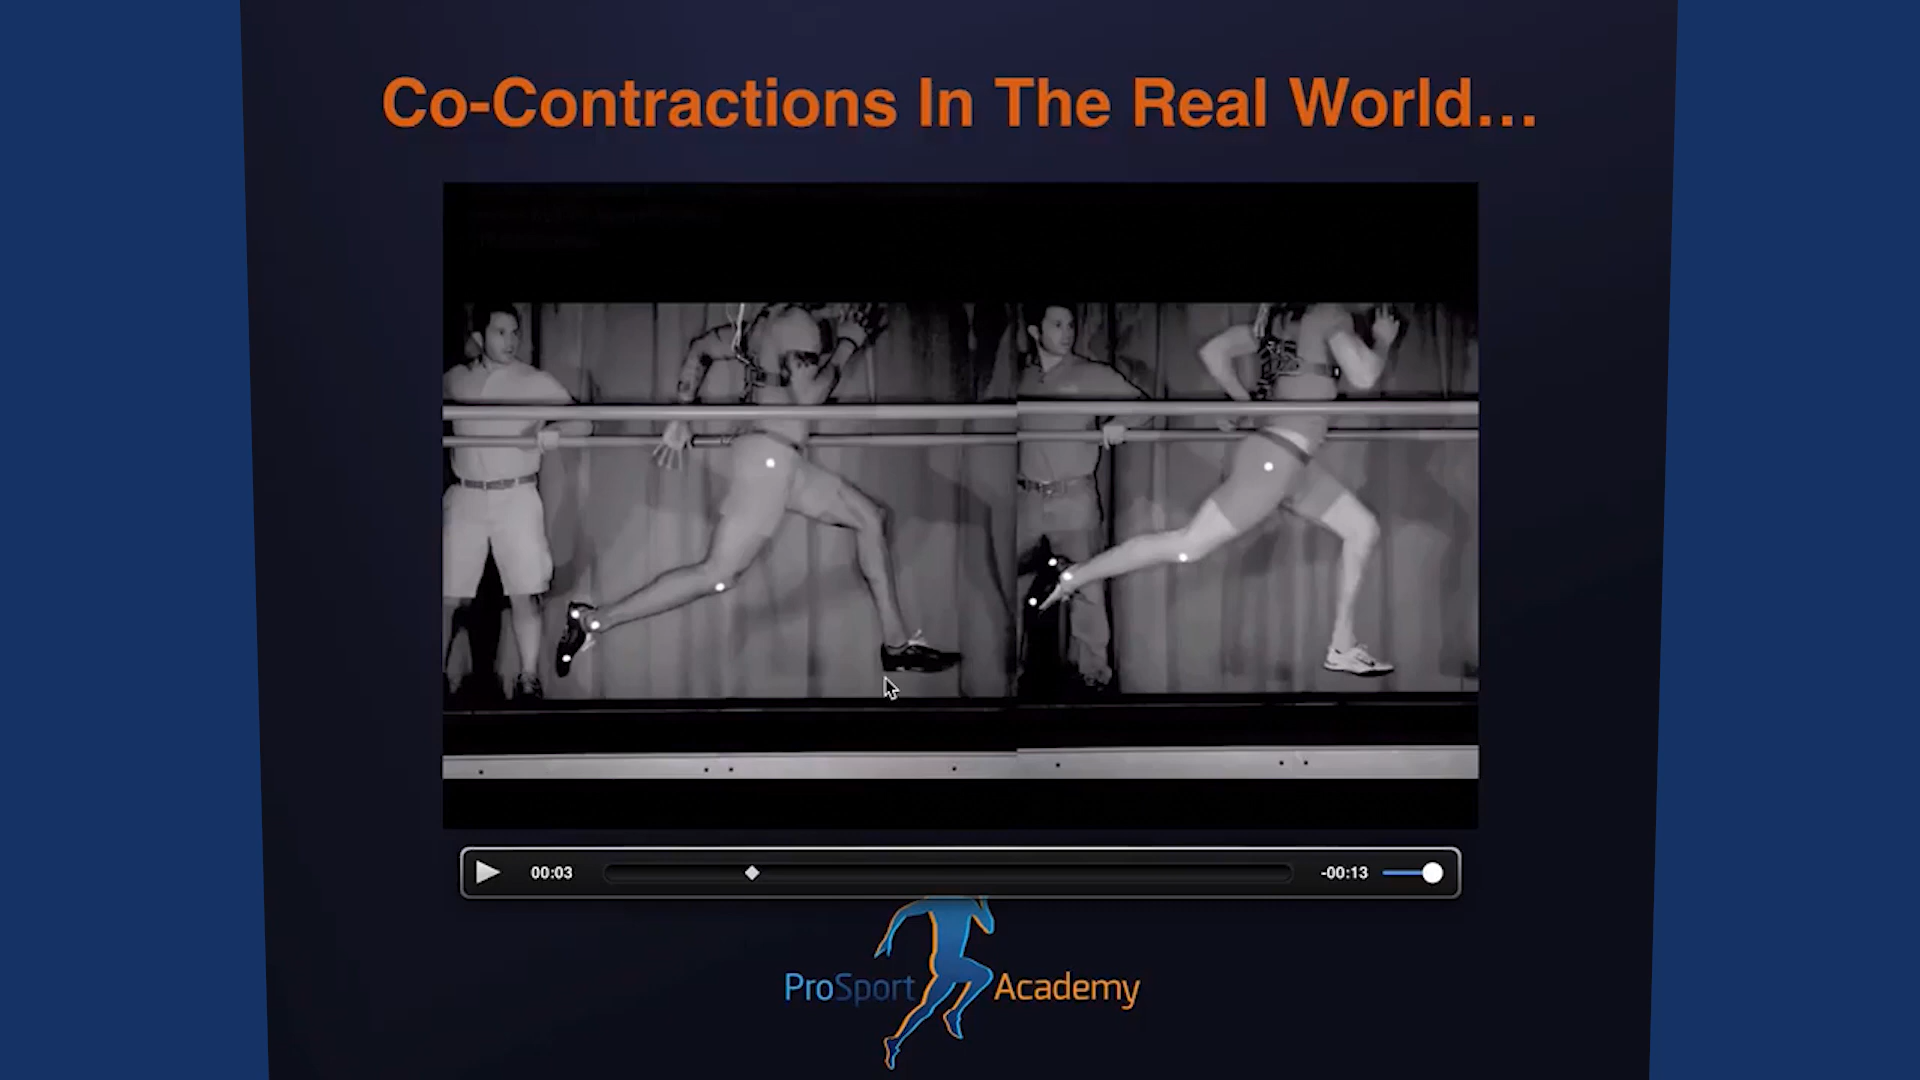 Co-Contractions In The Real World...
00:03
-00:13
ProSport Academy